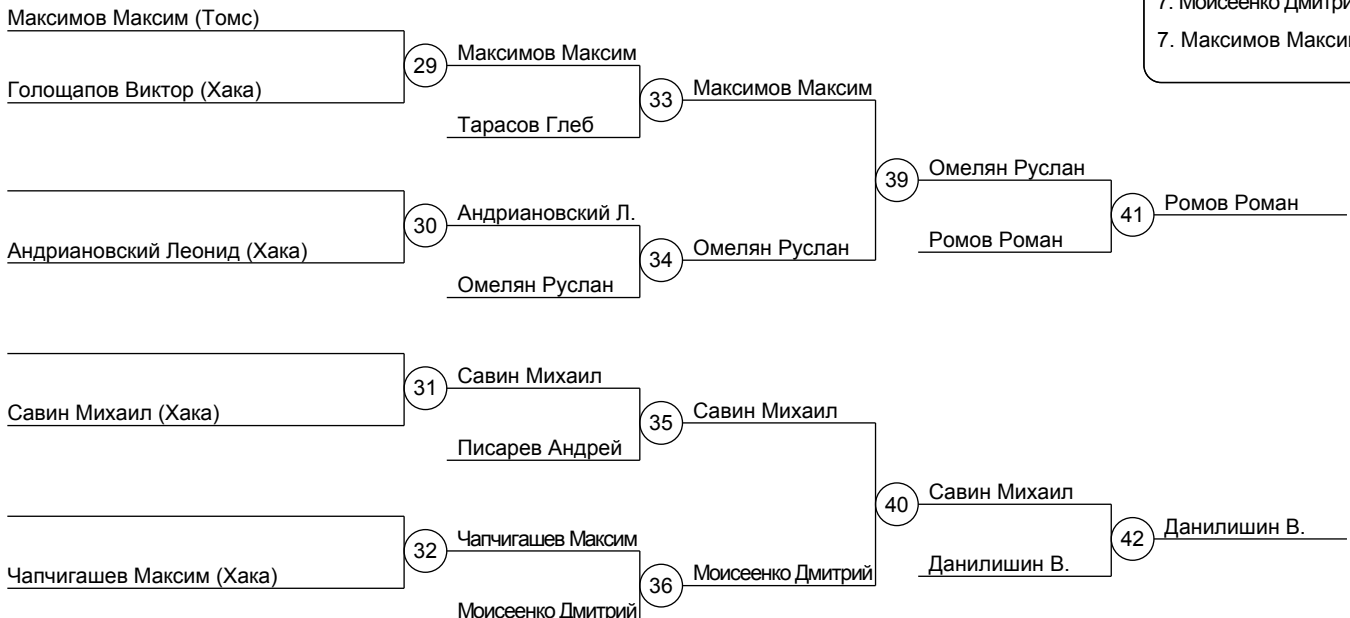 7. Моисеенко Дмитри
7. Максимов Максим
Максимов Максим (Томс)
29
Голощапов Виктор (Хака)
Максимов Максим
33
Тарасов Глеб
Максимов Максим
30
Андриановский Леонид (Хака)
Андриановский Л.
34
Омелян Руслан
Омелян Руслан
39
Омелян Руслан
41
Ромов Роман
Ромов Роман
31
Савин Михаил (Хака)
Савин Михаил
35
Писарев Андрей
Савин Михаил
32
Чапчигашев Максим (Хака)
Чапчигашев Максим
36
Моисеенко Дмитрий
Моисеенко Дмитрий
40
Савин Михаил
42
Данилишин В.
Данилишин В.